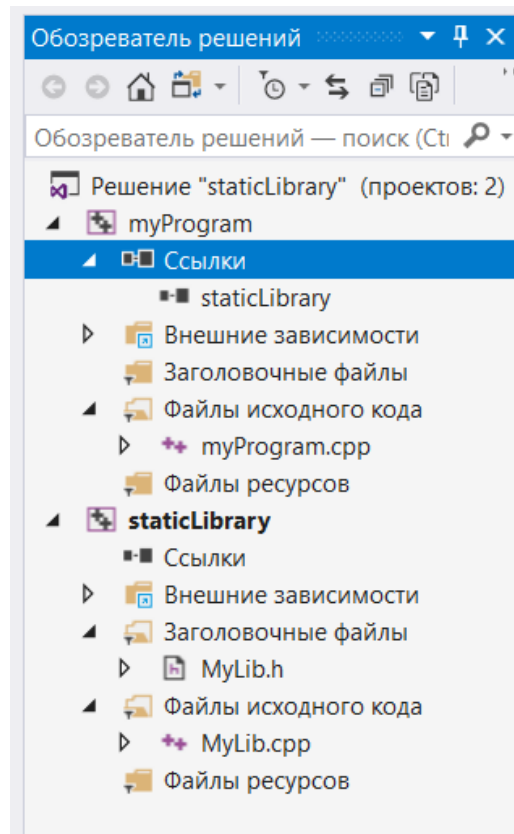 Обозреватель решений
Обозреватель решений — поиск (Ctr
Решение "staticLibrary" (проектов: 2)
myProgram
Ссылки
staticLibrary
Внешние зависимости
Заголовочные файлы
Файлы исходного кода
myProgram.cpp
Файлы ресурсов
staticLibrary
Ссылки
Внешние зависимости
Заголовочные файлы
MyLib.h
Файлы исходного кода
MyLib.cpp
Файлы ресурсов